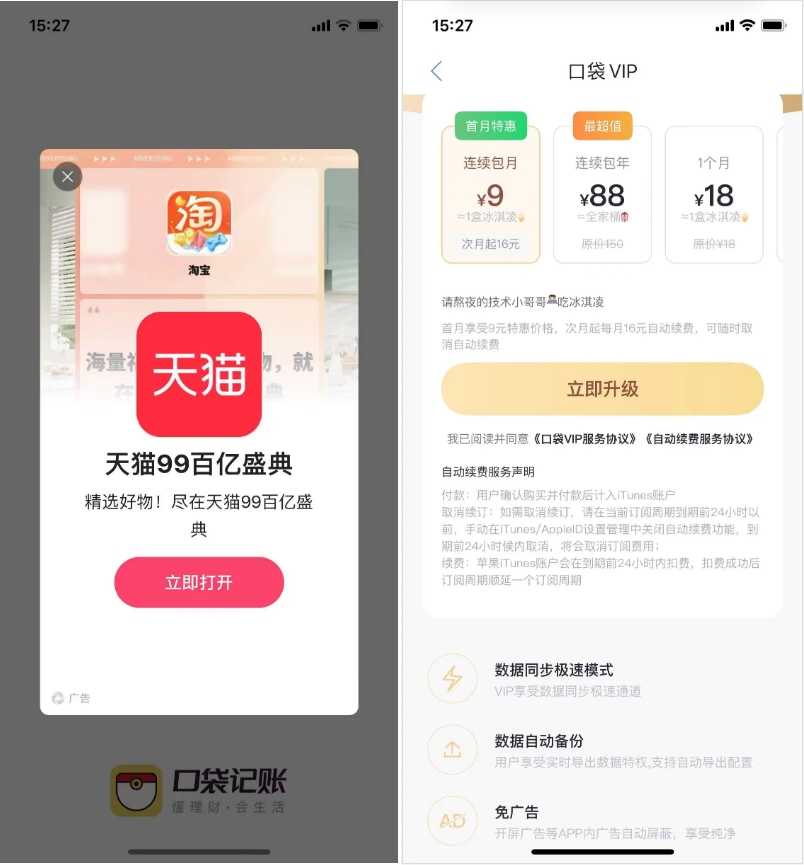 15:27
ADVERTISING
ADVERTISING
ADVERTISING
淘
淘宝
海量
物，就
在
典
天猫
天猫99百亿盛典
精选好物！尽在天猫99百亿盛
典
立即打开
广告
口袋记账
懂理财·会生活
15:27
口袋 VIP
首月特惠
连续包月
¥9
≈1盒冰淇凌
次月起16元
最超值
连续包年
¥88
≈全家桶
原价150
1个月
¥18
≈1盒冰淇凌
原价¥18
请熬夜的技术小哥哥吃冰淇凌
首月享受9元特惠价格，次月起每月16元自动续费，可随时取
消自动续费
立即升级
我已阅读并同意《口袋VIP服务协议》《自动续费服务协议》
自动续费服务声明
付款：用户确认购买并付款后计入iTunes账户
取消续订：如需取消续订，请在当前订阅周期到期前24小时以
前，手动在iTunes/AppleID设置管理中关闭自动续费功能，到
期前24小时候内取消，将会取消订阅费用；
续费：苹果iTunes账户会在到期前24小时内扣费，扣费成功后
订阅周期顺延一个订阅周期
数据同步极速模式
VIP享受数据同步极速通道
数据自动备份
用户享受实时导出数据特权,支持自动导出配置
AD
免广告
开屏广告等APP内广告自动屏蔽，享受纯净